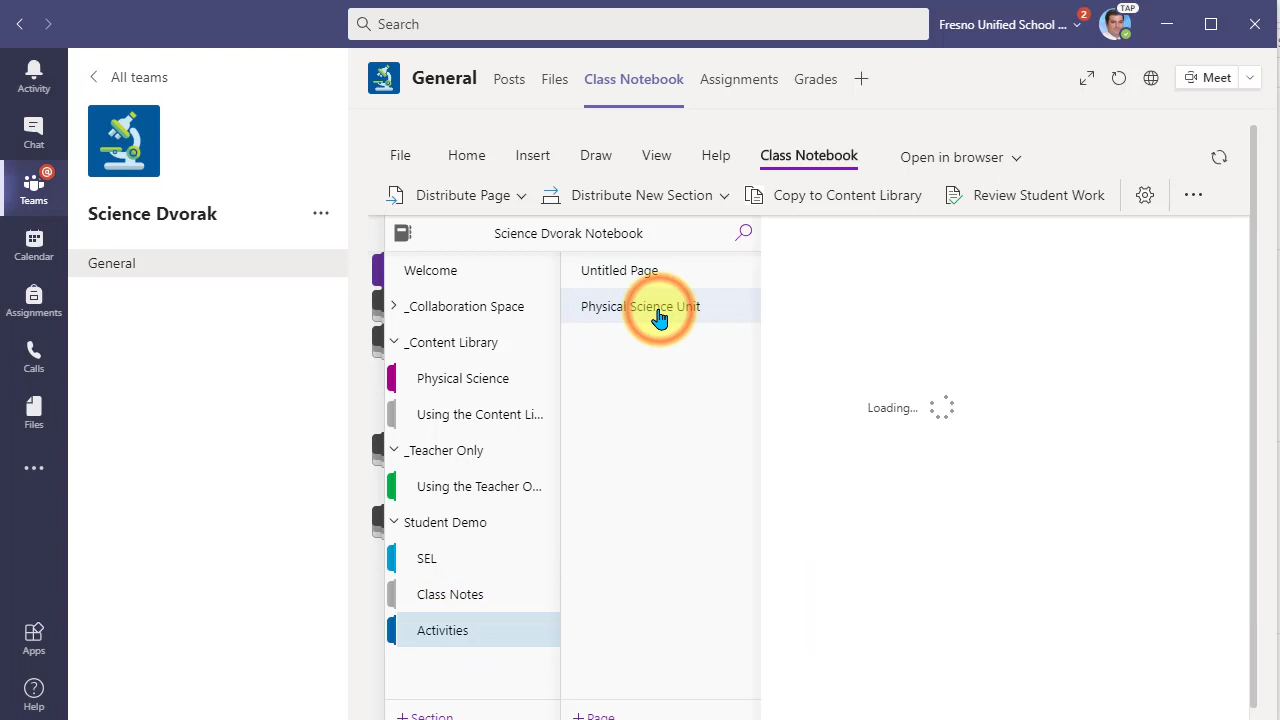 Search
Fresno Unified School ...
2
TAP
Activity
Chat
@
Teams
Calendar
Assignments
Calls
Files
Apps
Help
All teams
Science Dvorak
General
General
Posts
Files
Class Notebook
Assignments
Grades
Meet
File
Home
Insert
Draw
View
Help
Class Notebook
Open in browser
Distribute Page
Distribute New Section
Copy to Content Library
Review Student Work
Science Dvorak Notebook
Welcome
_Collaboration Space
_Content Library
Physical Science
Using the Content Li...
_Teacher Only
Using the Teacher O...
Student Demo
SEL
Class Notes
Activities
+ Section
Untitled Page
Physical Science Unit
+ Page
Loading...